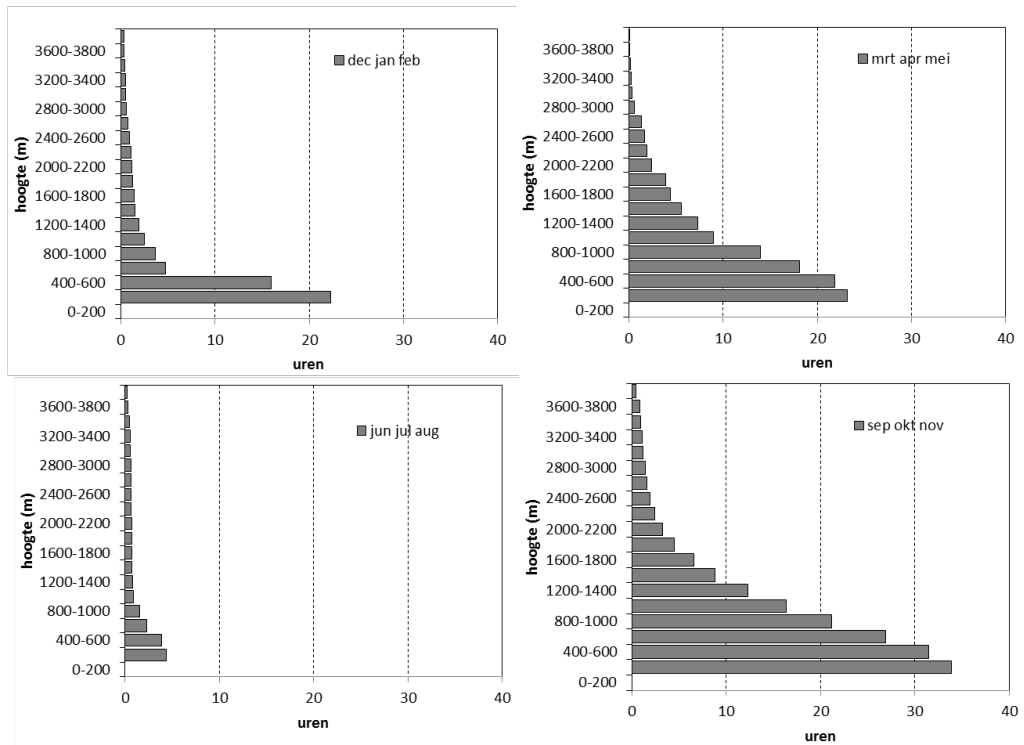 dec jan feb
hoogte (m)
3600-3800
3200-3400
2800-3000
2400-2600
2000-2200
1600-1800
1200-1400
800-1000
400-600
0-200
0 10 20 30 40
uren
mrt apr mei
hoogte (m)
3600-3800
3200-3400
2800-3000
2400-2600
2000-2200
1600-1800
1200-1400
800-1000
400-600
0-200
0 10 20 30 40
uren
jun jul aug
hoogte (m)
3600-3800
3200-3400
2800-3000
2400-2600
2000-2200
1600-1800
1200-1400
800-1000
400-600
0-200
0 10 20 30 40
uren
sep okt nov
hoogte (m)
3600-3800
3200-3400
2800-3000
2400-2600
2000-2200
1600-1800
1200-1400
800-1000
400-600
0-200
0 10 20 30 40
uren